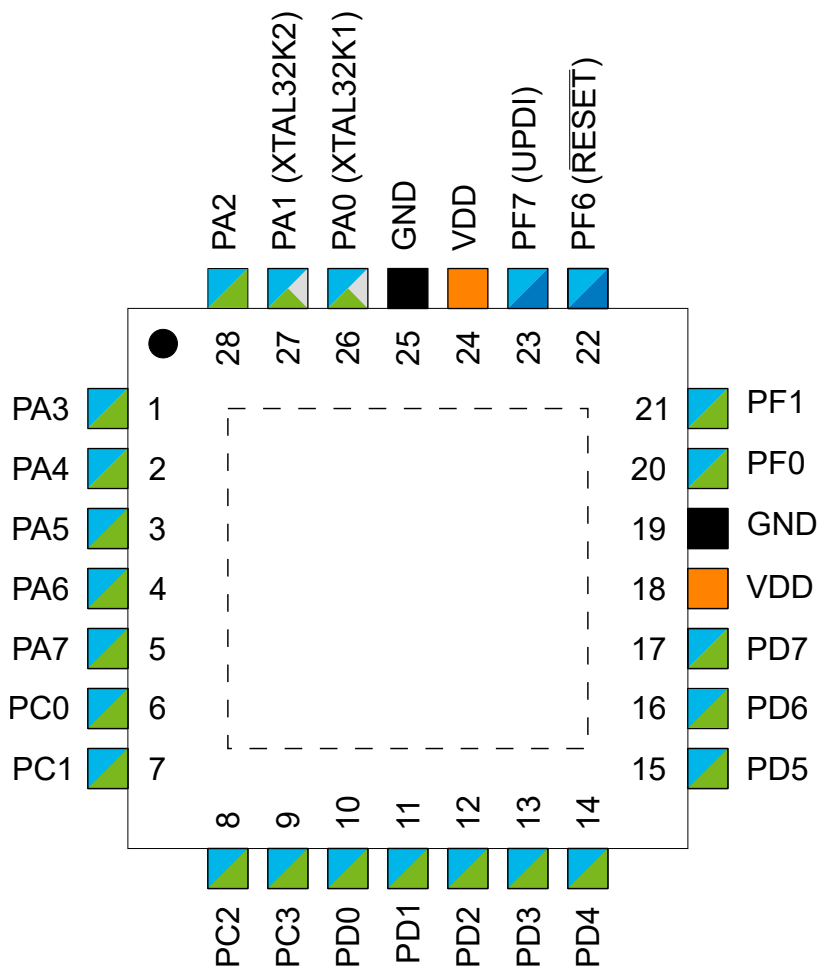 PA2
PA1 (XTAL32K2)
PA0 (XTAL32K1)
GND
VDD
PF7 (UPDI)
PF6 (R̅E̅S̅E̅T̅)
28
27
26
25
24
23
22
PA3 1
PA4 2
PA5 3
PA6 4
PA7 5
PC0 6
PC1 7
21 PF1
20 PF0
19 GND
18 VDD
17 PD7
16 PD6
15 PD5
8
9
10
11
12
13
14
PC2
PC3
PD0
PD1
PD2
PD3
PD4